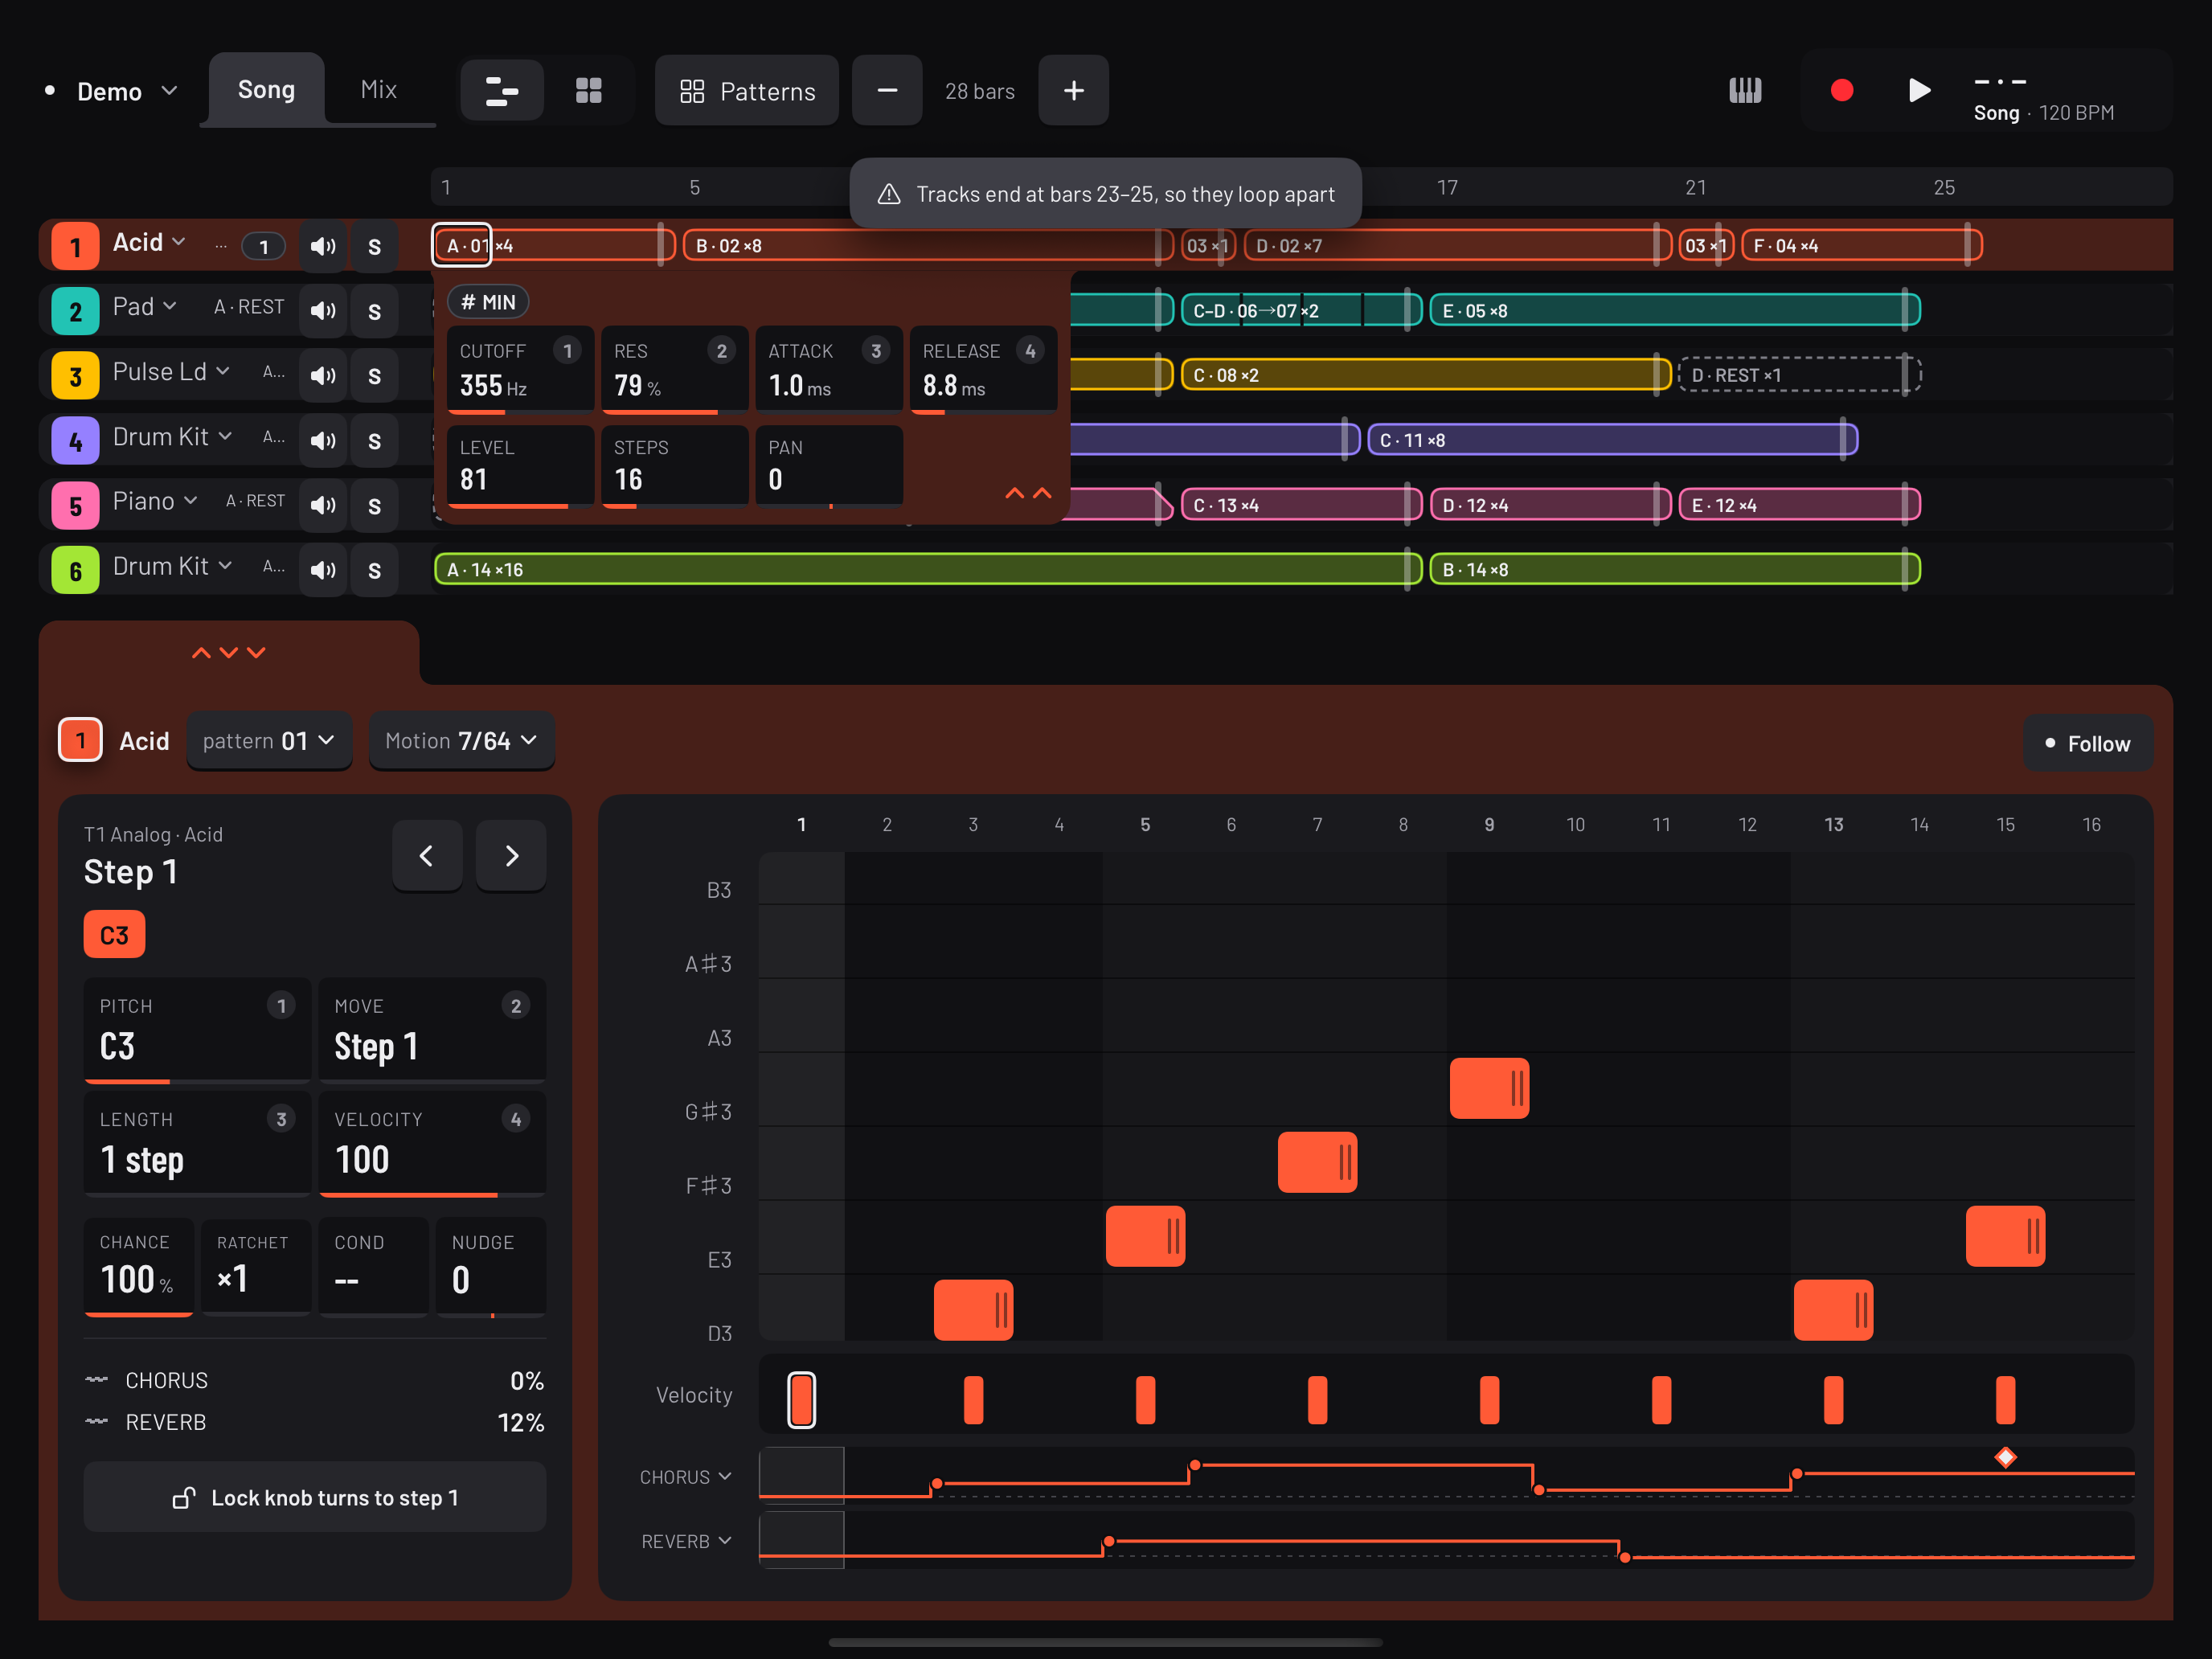 Demo
Song
Mix
Patterns
28 bars
Song · 120 BPM
1
5
17
21
25
Tracks end at bars 23–25, so they loop apart
1
Acid
...
1
S
A · 01 ×4
B · 02 ×8
03 ×1
D · 02 ×7
03 ×1
F · 04 ×4
2
Pad
A · REST
S
C–D · 06→07 ×2
E · 05 ×8
3
Pulse Ld
A...
S
C · 08 ×2
D · REST ×1
4
Drum Kit
A...
S
C · 11 ×8
5
Piano
A · REST
S
C · 13 ×4
D · 12 ×4
E · 12 ×4
6
Drum Kit
A...
S
A · 14 ×16
B · 14 ×8
# MIN
CUTOFF
1
355 Hz
RES
2
79 %
ATTACK
3
1.0 ms
RELEASE
4
8.8 ms
LEVEL
81
STEPS
16
PAN
0
1
Acid
pattern 01
Motion 7/64
Follow
T1 Analog · Acid
Step 1
C3
PITCH
1
C3
MOVE
2
Step 1
LENGTH
3
1 step
VELOCITY
4
100
CHANCE
100 %
RATCHET
×1
COND
--
NUDGE
0
CHORUS
0%
REVERB
12%
Lock knob turns to step 1
1 2 3 4 5 6 7 8 9 10 11 12 13 14 15 16
B3
A♯3
A3
G♯3
F♯3
E3
D3
Velocity
CHORUS
REVERB